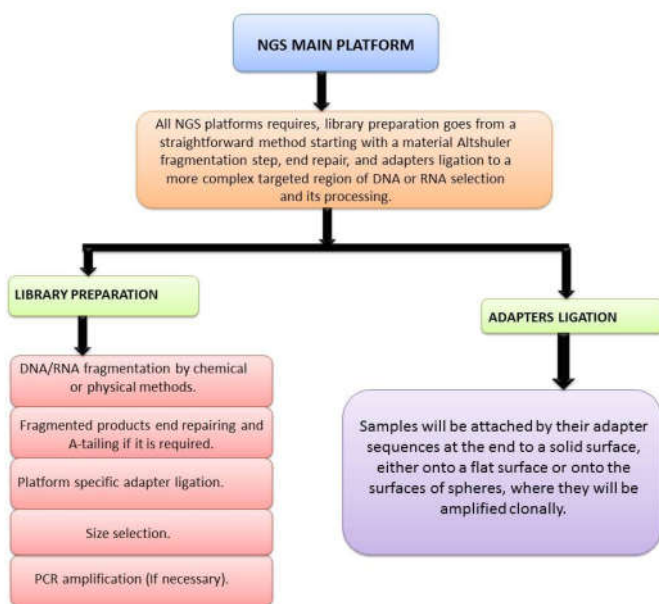 NGS MAIN PLATFORM
All NGS platforms requires, library preparation goes from a
straightforward method starting with a material Altshuler
fragmentation step, end repair, and adapters ligation to a
more complex targeted region of DNA or RNA selection
and its processing.
LIBRARY PREPARATION
DNA/RNA fragmentation by chemical
or physical methods.
Fragmented products end repairing and
A-tailing if it is required.
Platform specific adapter ligation.
Size selection.
PCR amplification (If necessary).
ADAPTERS LIGATION
Samples will be attached by their adapter
sequences at the end to a solid surface,
either onto a flat surface or onto the
surfaces of spheres, where they will be
amplified clonally.